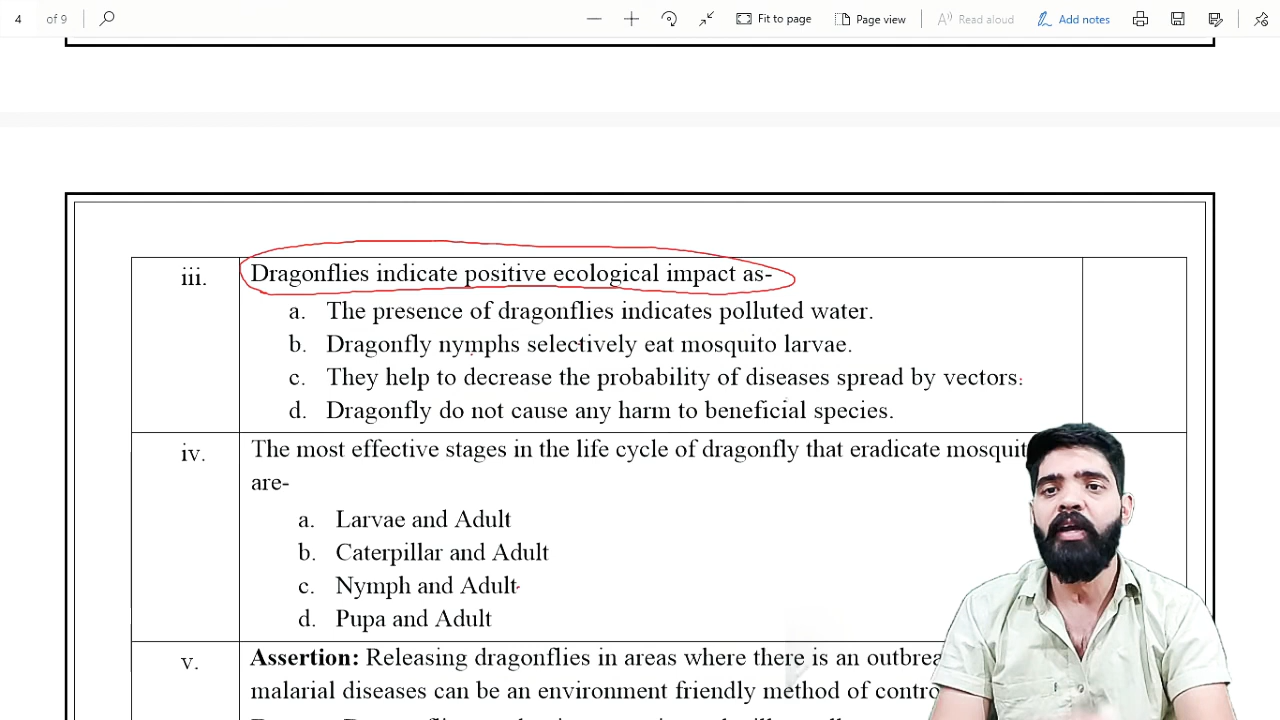 4 of 9 Fit to page Page view Read aloud Add notes
iii. Dragonflies indicate positive ecological impact as-
a. The presence of dragonflies indicates polluted water.
b. Dragonfly nymphs selectively eat mosquito larvae.
c. They help to decrease the probability of diseases spread by vectors.
d. Dragonfly do not cause any harm to beneficial species.
iv. The most effective stages in the life cycle of dragonfly that eradicate mosquit
are-
a. Larvae and Adult
b. Caterpillar and Adult
c. Nymph and Adult
d. Pupa and Adult
v. Assertion: Releasing dragonflies in areas where there is an outbrea
malarial diseases can be an environment friendly method of contro